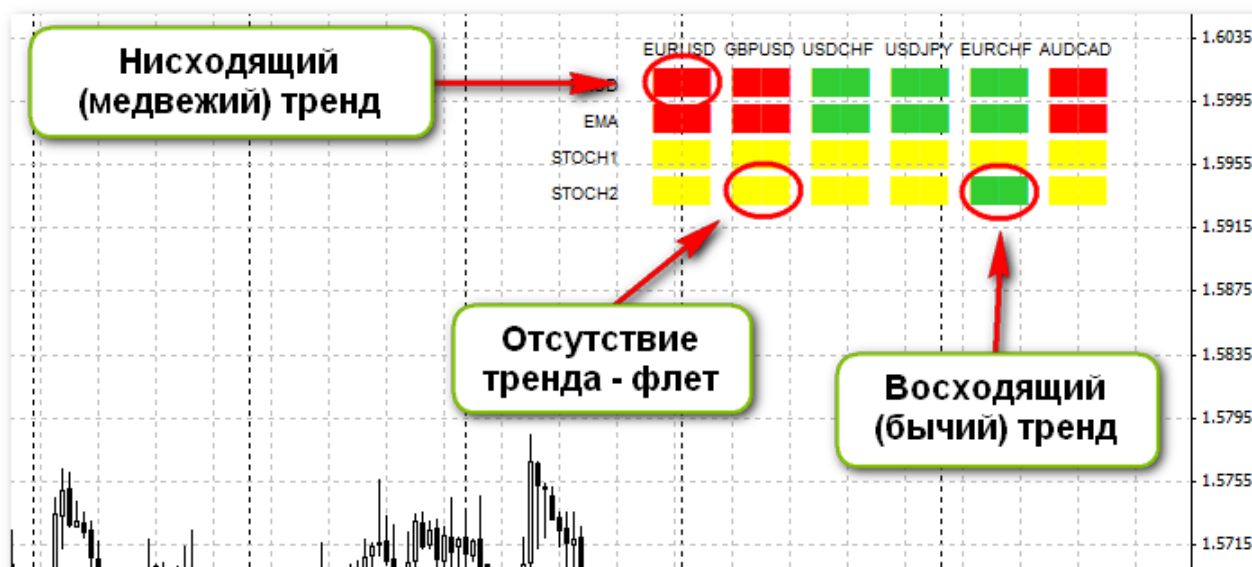 Нисходящий
(медвежий) тренд
EURUSD GBPUSD USDCHF USDJPY EURCHF AUDCAD
EMA
STOCH1
STOCH2
Отсутствие
тренда - флет
Восходящий
(бычий) тренд
1.6035
1.5995
1.5955
1.5915
1.5875
1.5835
1.5795
1.5755
1.5715